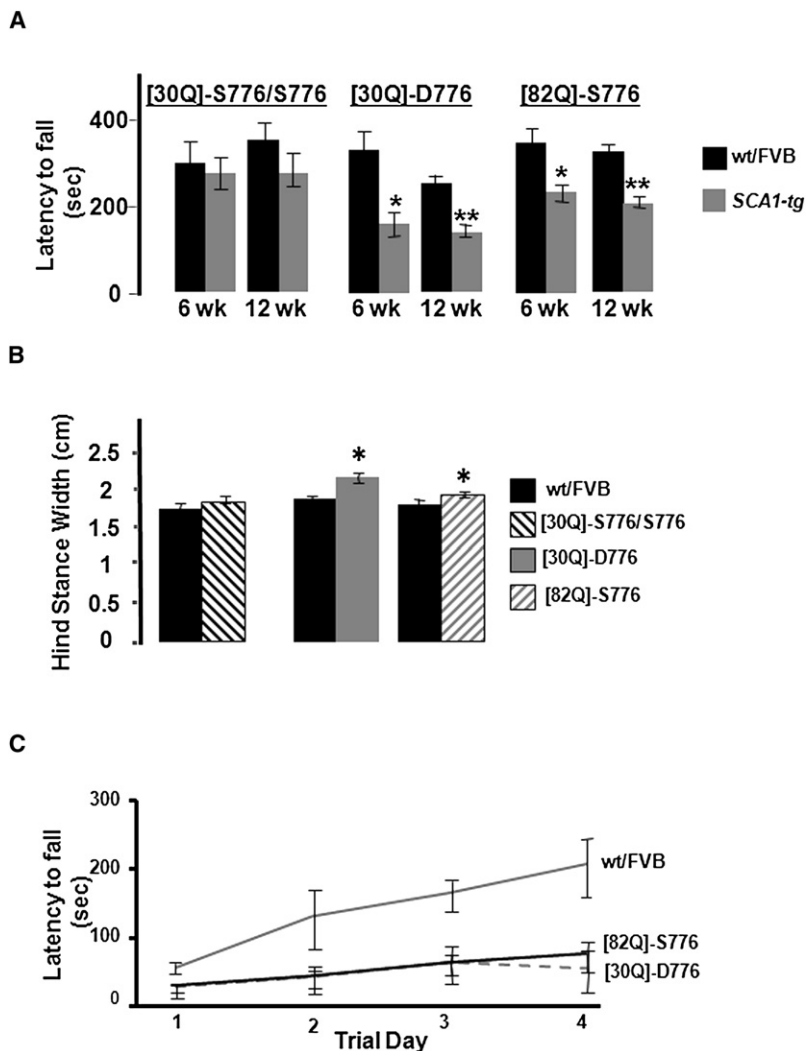 A
[30Q]-S776/S776 [30Q]-D776 [82Q]-S776
Latency to fall
(sec)
400
200
0
* ** * **
6 wk 12 wk 6 wk 12 wk 6 wk 12 wk
wt/FVB
SCA1-tg
B
Hind Stance Width (cm)
2.5
2
1.5
1
0.5
0
* *
wt/FVB
[30Q]-S776/S776
[30Q]-D776
[82Q]-S776
C
Latency to fall
(sec)
300
200
100
0
wt/FVB
[82Q]-S776
[30Q]-D776
1 2 3 4
Trial Day